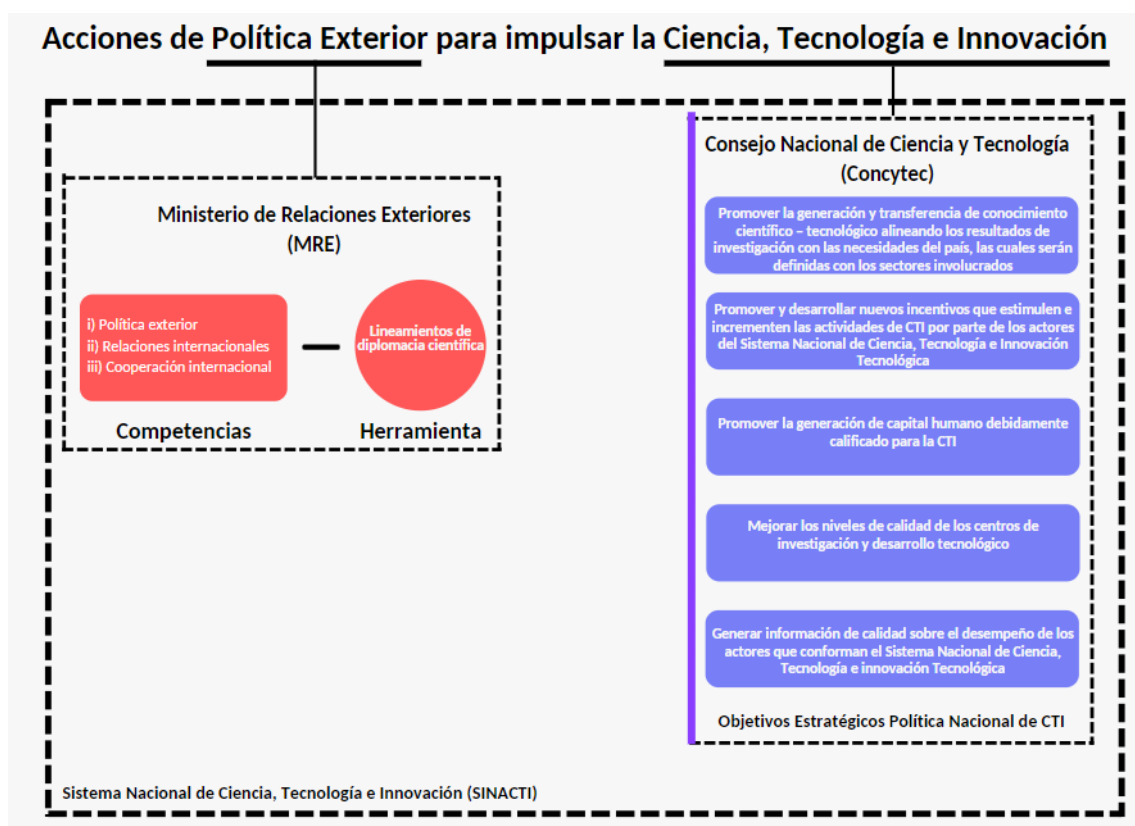 Acciones de Política Exterior para impulsar la Ciencia, Tecnología e Innovación
Ministerio de Relaciones Exteriores
(MRE)
i) Política exterior
ii) Relaciones internacionales
iii) Cooperación internacional
Competencias
Lineamientos de
diplomacia científica
Herramienta
Consejo Nacional de Ciencia y Tecnología
(Concytec)
Promover la generación y transferencia de conocimiento
científico – tecnológico alineando los resultados de
investigación con las necesidades del país, las cuales serán
definidas con los sectores involucrados
Promover y desarrollar nuevos incentivos que estimulen e
incrementen las actividades de CTI por parte de los actores
del Sistema Nacional de Ciencia, Tecnología e Innovación
Tecnológica
Promover la generación de capital humano debidamente
calificado para la CTI
Mejorar los niveles de calidad de los centros de
investigación y desarrollo tecnológico
Generar información de calidad sobre el desempeño de los
actores que conforman el Sistema Nacional de Ciencia,
Tecnología e innovación Tecnológica
Objetivos Estratégicos Política Nacional de CTI
Sistema Nacional de Ciencia, Tecnología e Innovación (SINACTI)